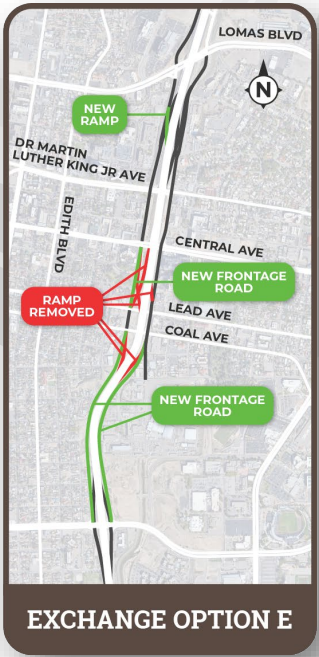 LOMAS BLVD
N
NEW
RAMP
DR MARTIN
LUTHER KING JR AVE
EDITH BLVD
CENTRAL AVE
NEW FRONTAGE
ROAD
RAMP
REMOVED
LEAD AVE
COAL AVE
NEW FRONTAGE
ROAD
EXCHANGE OPTION E